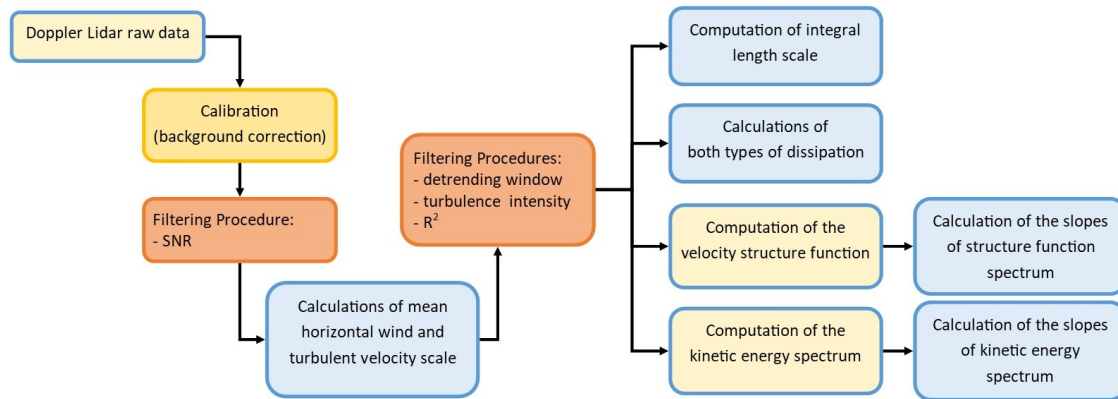 Doppler Lidar raw data
Calibration
(background correction)
Filtering Procedure:
- SNR
Calculations of mean
horizontal wind and
turbulent velocity scale
Filtering Procedures:
- detrending window
- turbulence intensity
- R²
Computation of integral
length scale
Calculations of
both types of dissipation
Computation of the
velocity structure function
Calculation of the slopes
of structure function
spectrum
Computation of the
kinetic energy spectrum
Calculation of the slopes
of kinetic energy
spectrum